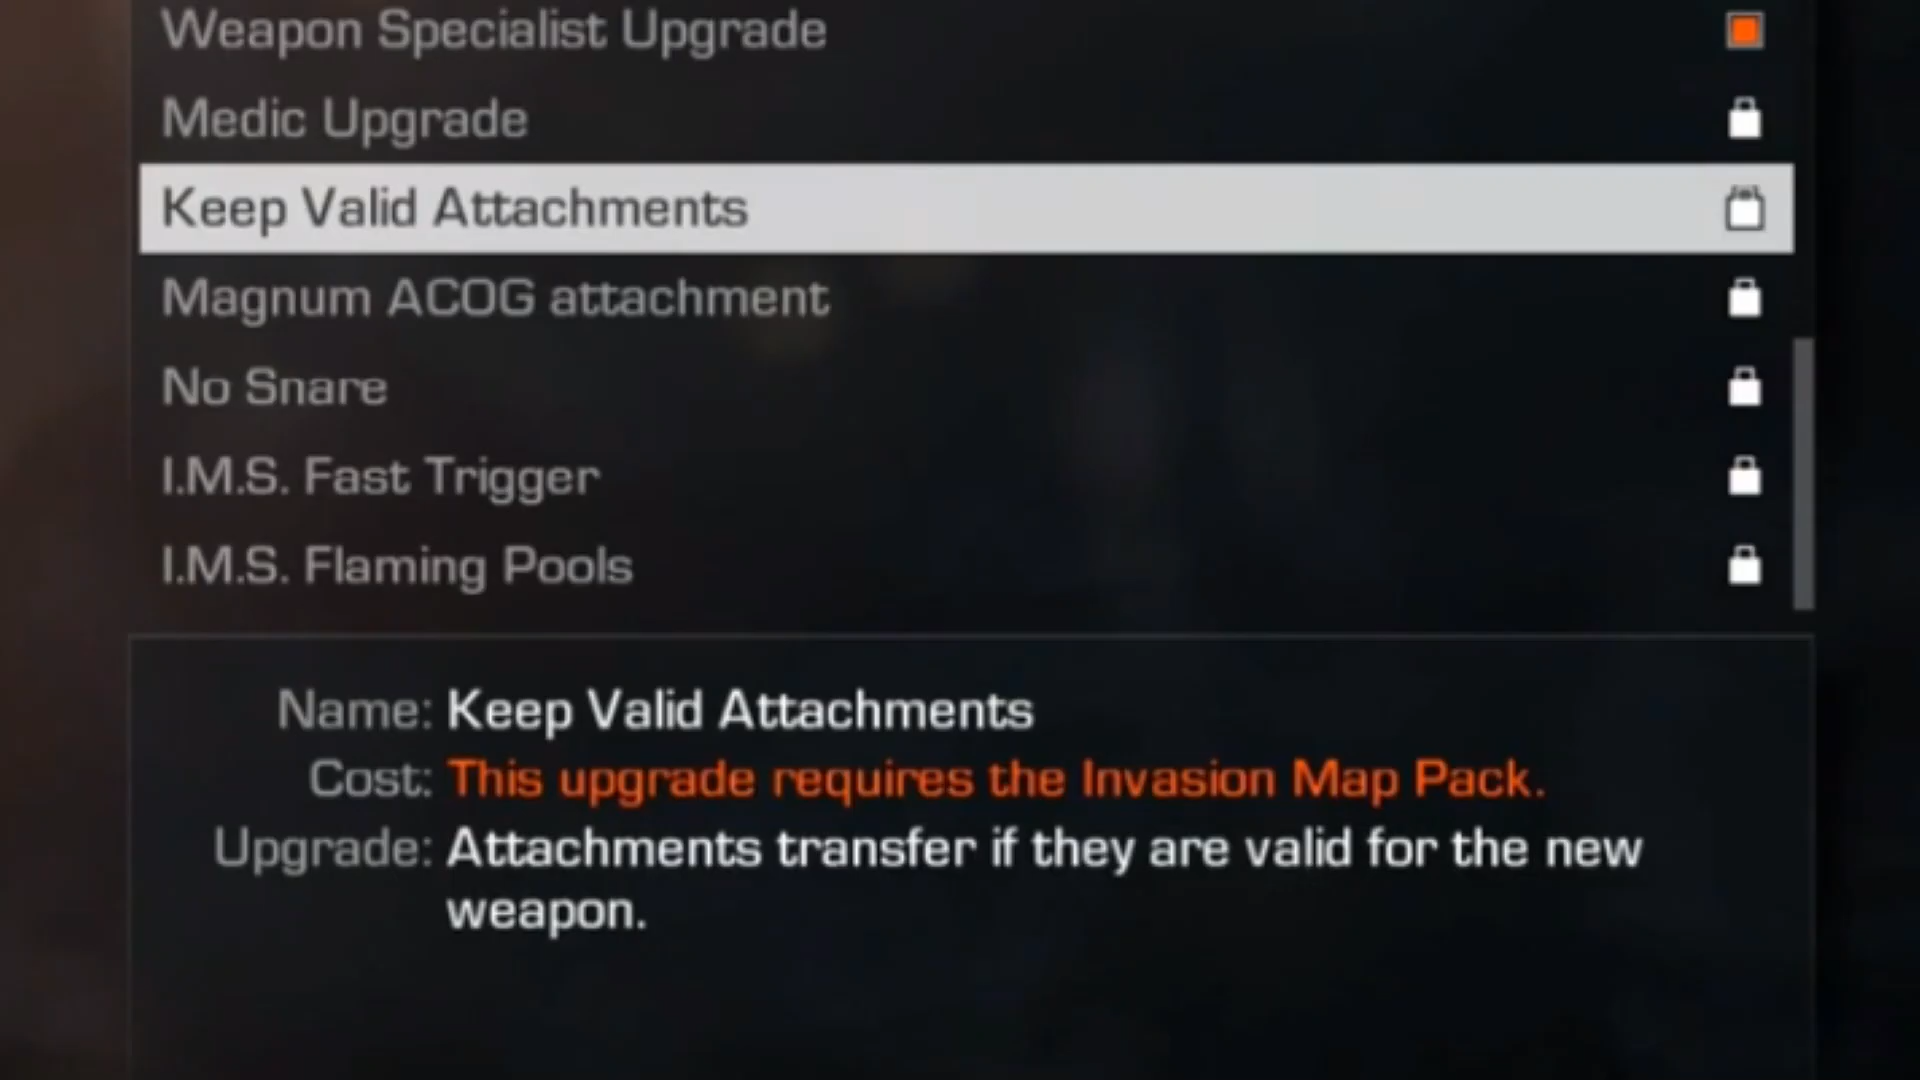 Weapon Specialist Upgrade
Medic Upgrade
Keep Valid Attachments
Magnum ACOG attachment
No Snare
I.M.S. Fast Trigger
I.M.S. Flaming Pools
Name: Keep Valid Attachments
Cost: This upgrade requires the Invasion Map Pack.
Upgrade: Attachments transfer if they are valid for the new
weapon.